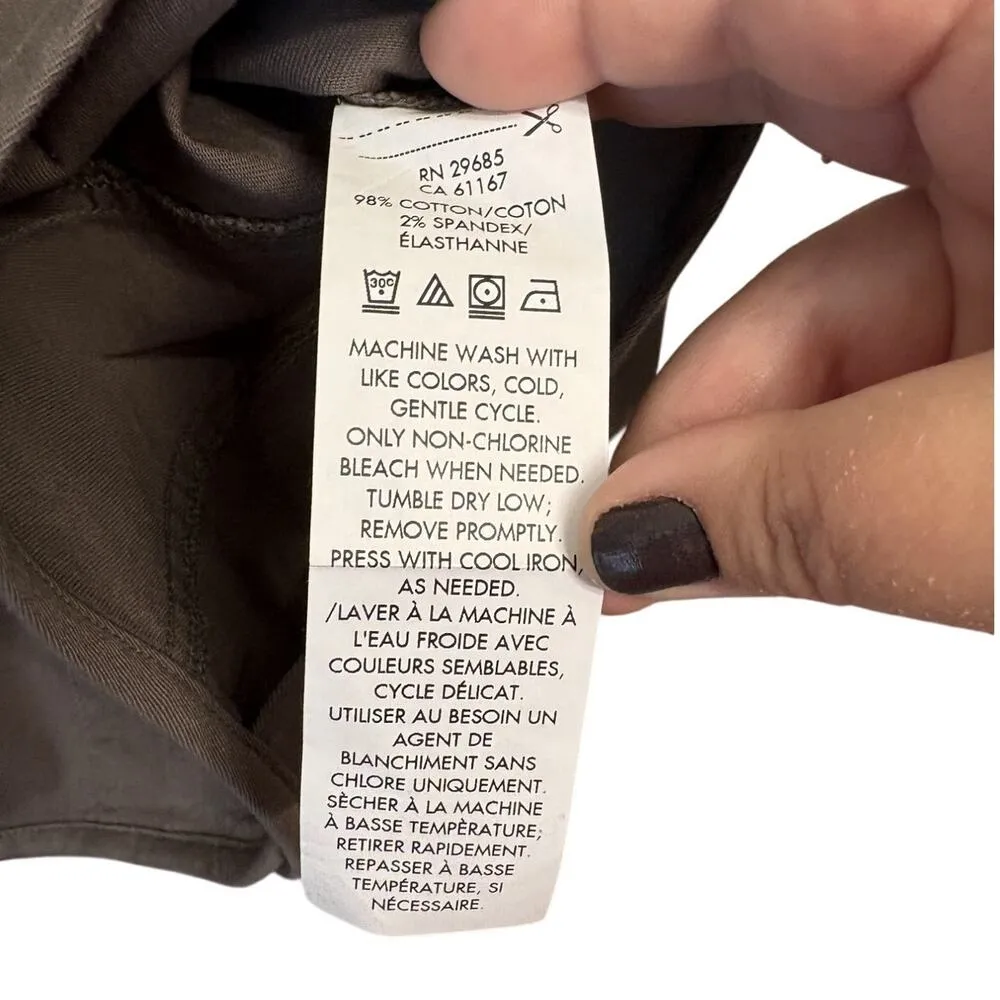 RN 29685
CA 61167
98% COTTON/COTON
2% SPANDEX/
ÉLASTHANNE
30C
MACHINE WASH WITH
LIKE COLORS, COLD,
GENTLE CYCLE.
ONLY NON-CHLORINE
BLEACH WHEN NEEDED.
TUMBLE DRY LOW;
REMOVE PROMPTLY.
PRESS WITH COOL IRON,
AS NEEDED.
/LAVER À LA MACHINE À
L'EAU FROIDE AVEC
COULEURS SEMBLABLES,
CYCLE DÉLICAT.
UTILISER AU BESOIN UN
AGENT DE
BLANCHIMENT SANS
CHLORE UNIQUEMENT.
SÈCHER À LA MACHINE
À BASSE TEMPÈRATURE;
RETIRER RAPIDEMENT.
REPASSER À BASSE
TEMPÉRATURE, SI
NÉCESSAIRE.